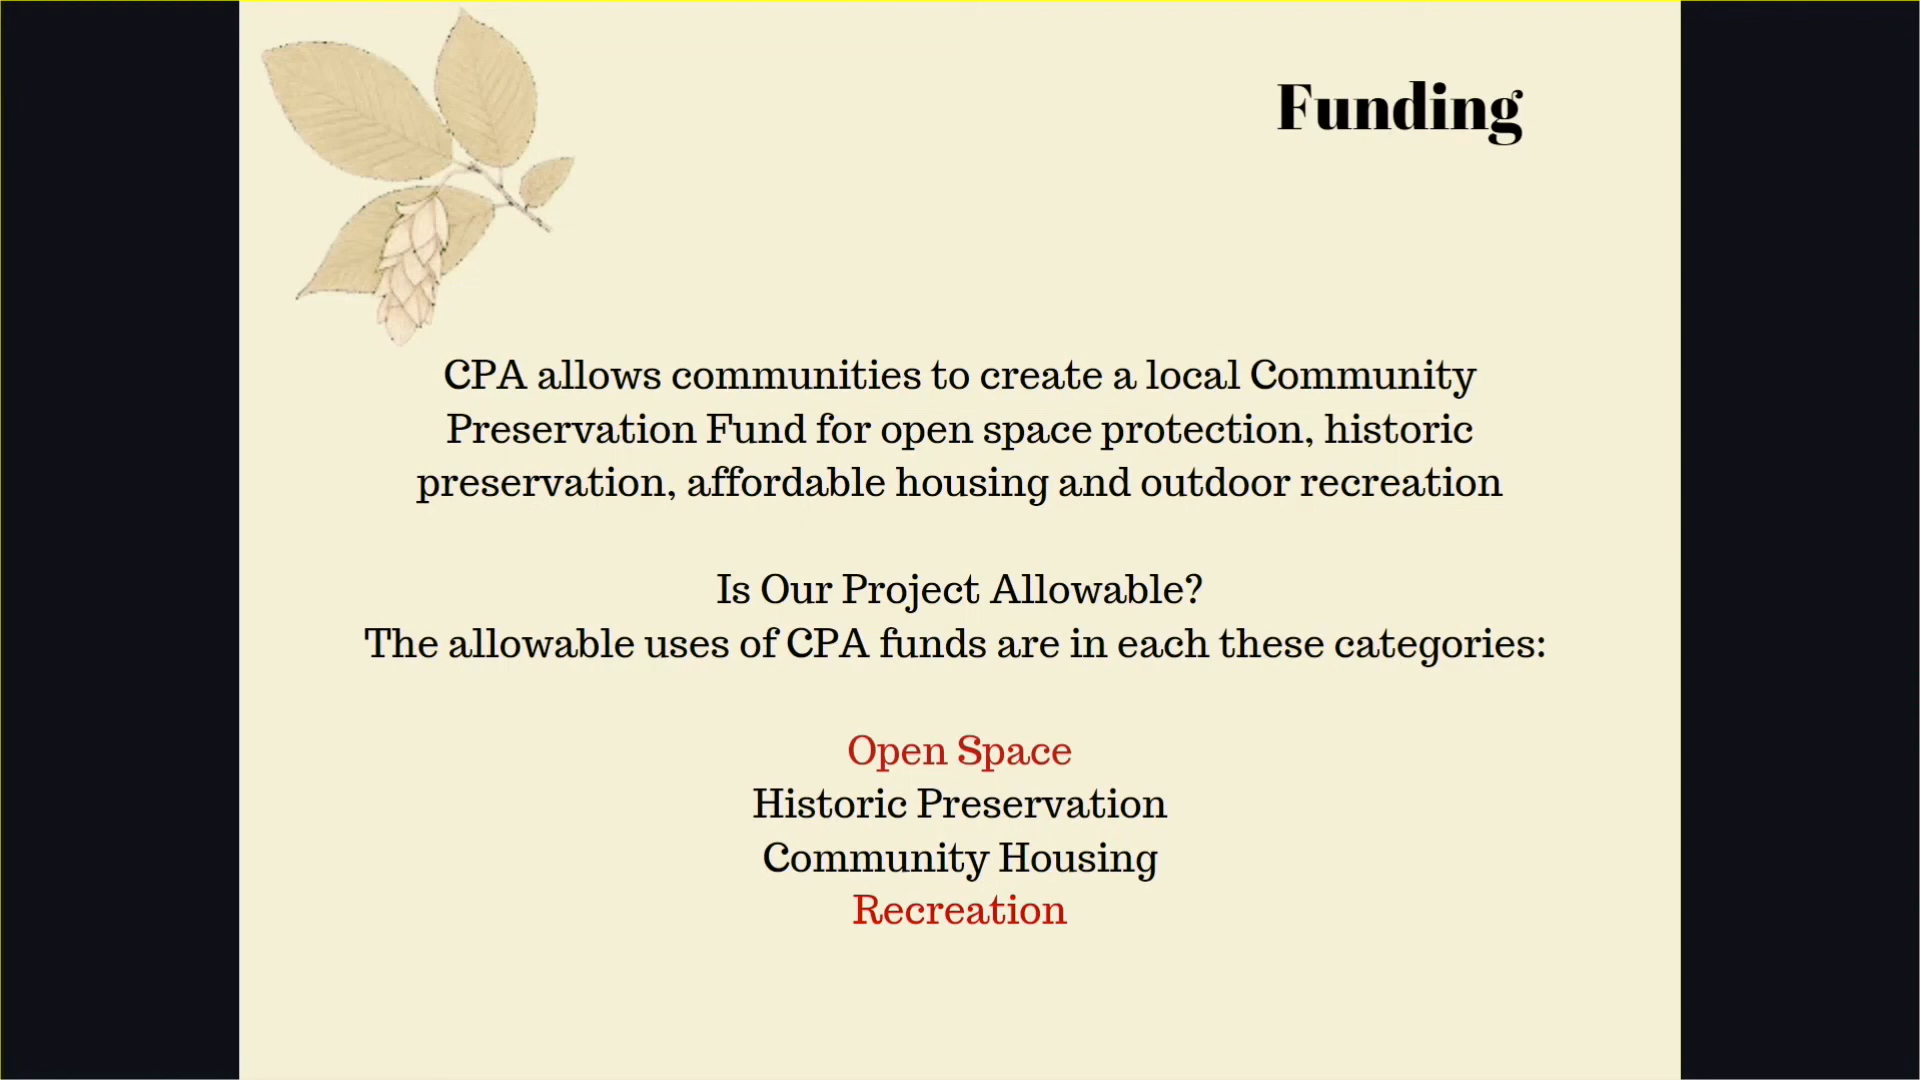 Funding
CPA allows communities to create a local Community
Preservation Fund for open space protection, historic
preservation, affordable housing and outdoor recreation
Is Our Project Allowable?
The allowable uses of CPA funds are in each these categories:
Open Space
Historic Preservation
Community Housing
Recreation